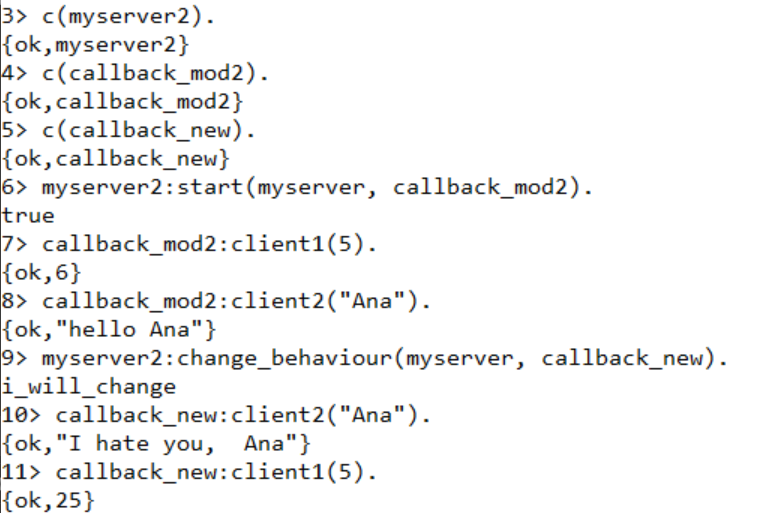 3> c(myserver2).
{ok,myserver2}
4> c(callback_mod2).
{ok,callback_mod2}
5> c(callback_new).
{ok,callback_new}
6> myserver2:start(myserver, callback_mod2).
true
7> callback_mod2:client1(5).
{ok,6}
8> callback_mod2:client2("Ana").
{ok,"hello Ana"}
9> myserver2:change_behaviour(myserver, callback_new).
i_will_change
10> callback_new:client2("Ana").
{ok,"I hate you,  Ana"}
11> callback_new:client1(5).
{ok,25}